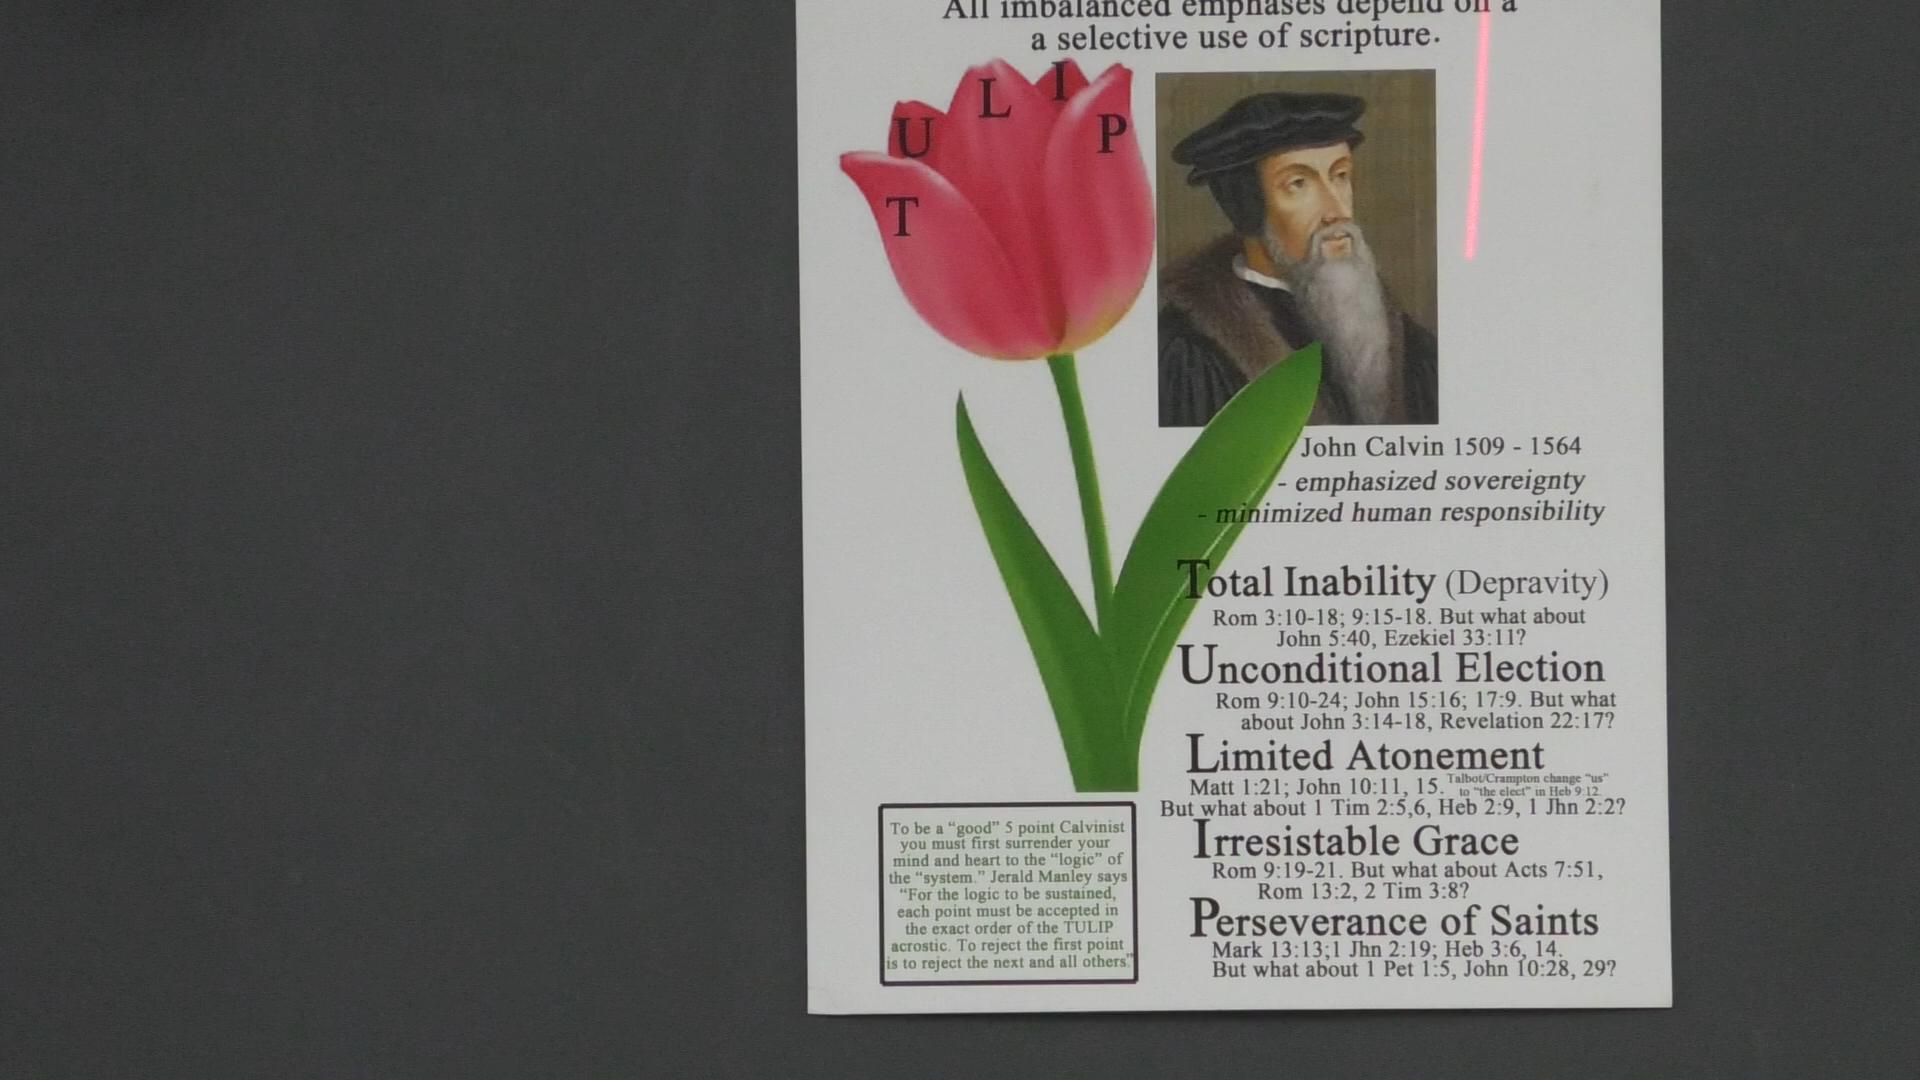 All imbalanced emphases depend on a
a selective use of scripture.
T U L I P
John Calvin 1509 - 1564
- emphasized sovereignty
- minimized human responsibility
Total Inability (Depravity)
Rom 3:10-18; 9:15-18. But what about
John 5:40, Ezekiel 33:11?
Unconditional Election
Rom 9:10-24; John 15:16; 17:9. But what
about John 3:14-18, Revelation 22:17?
Limited Atonement
Matt 1:21; John 10:11, 15. Talbot/Crampton change "us"
to "the elect" in Heb 9:12.
But what about 1 Tim 2:5,6, Heb 2:9, 1 Jhn 2:2?
Irresistable Grace
Rom 9:19-21. But what about Acts 7:51,
Rom 13:2, 2 Tim 3:8?
Perseverance of Saints
Mark 13:13;1 Jhn 2:19; Heb 3:6, 14.
But what about 1 Pet 1:5, John 10:28, 29?
To be a "good" 5 point Calvinist
you must first surrender your
mind and heart to the "logic" of
the "system." Jerald Manley says
"For the logic to be sustained,
each point must be accepted in
the exact order of the TULIP
acrostic. To reject the first point
is to reject the next and all others."